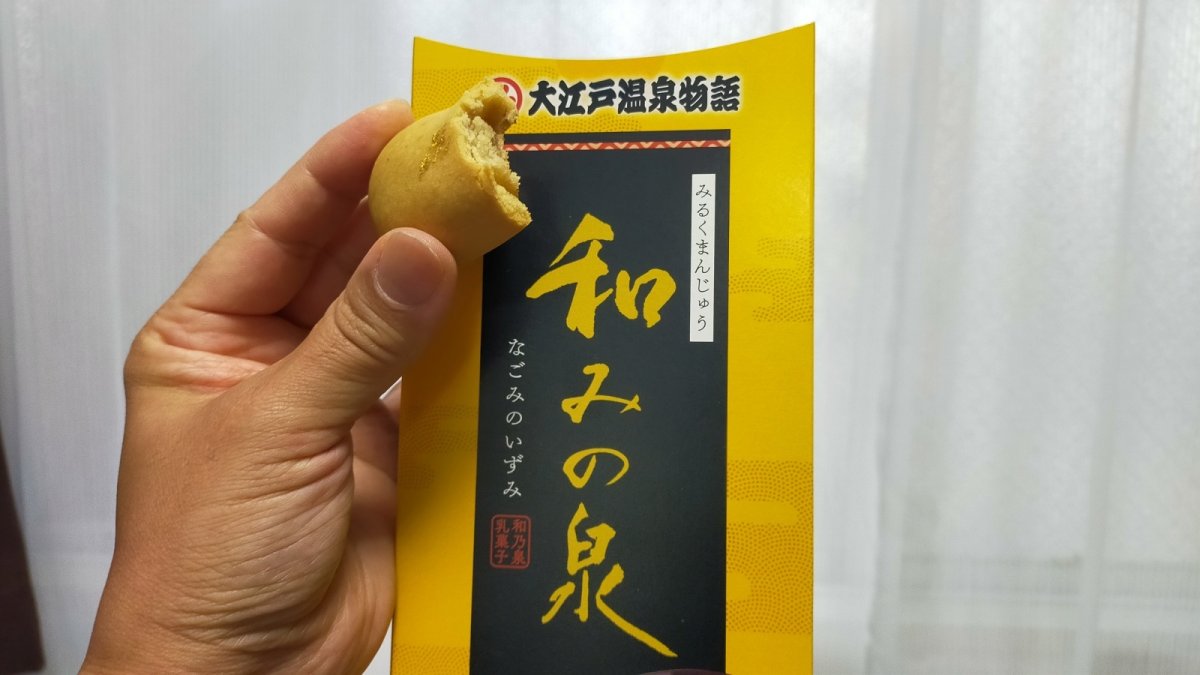 大江戸温泉物語
みるくまんじゅう
和みの泉
なごみのいずみ
和乃泉
乳菓子